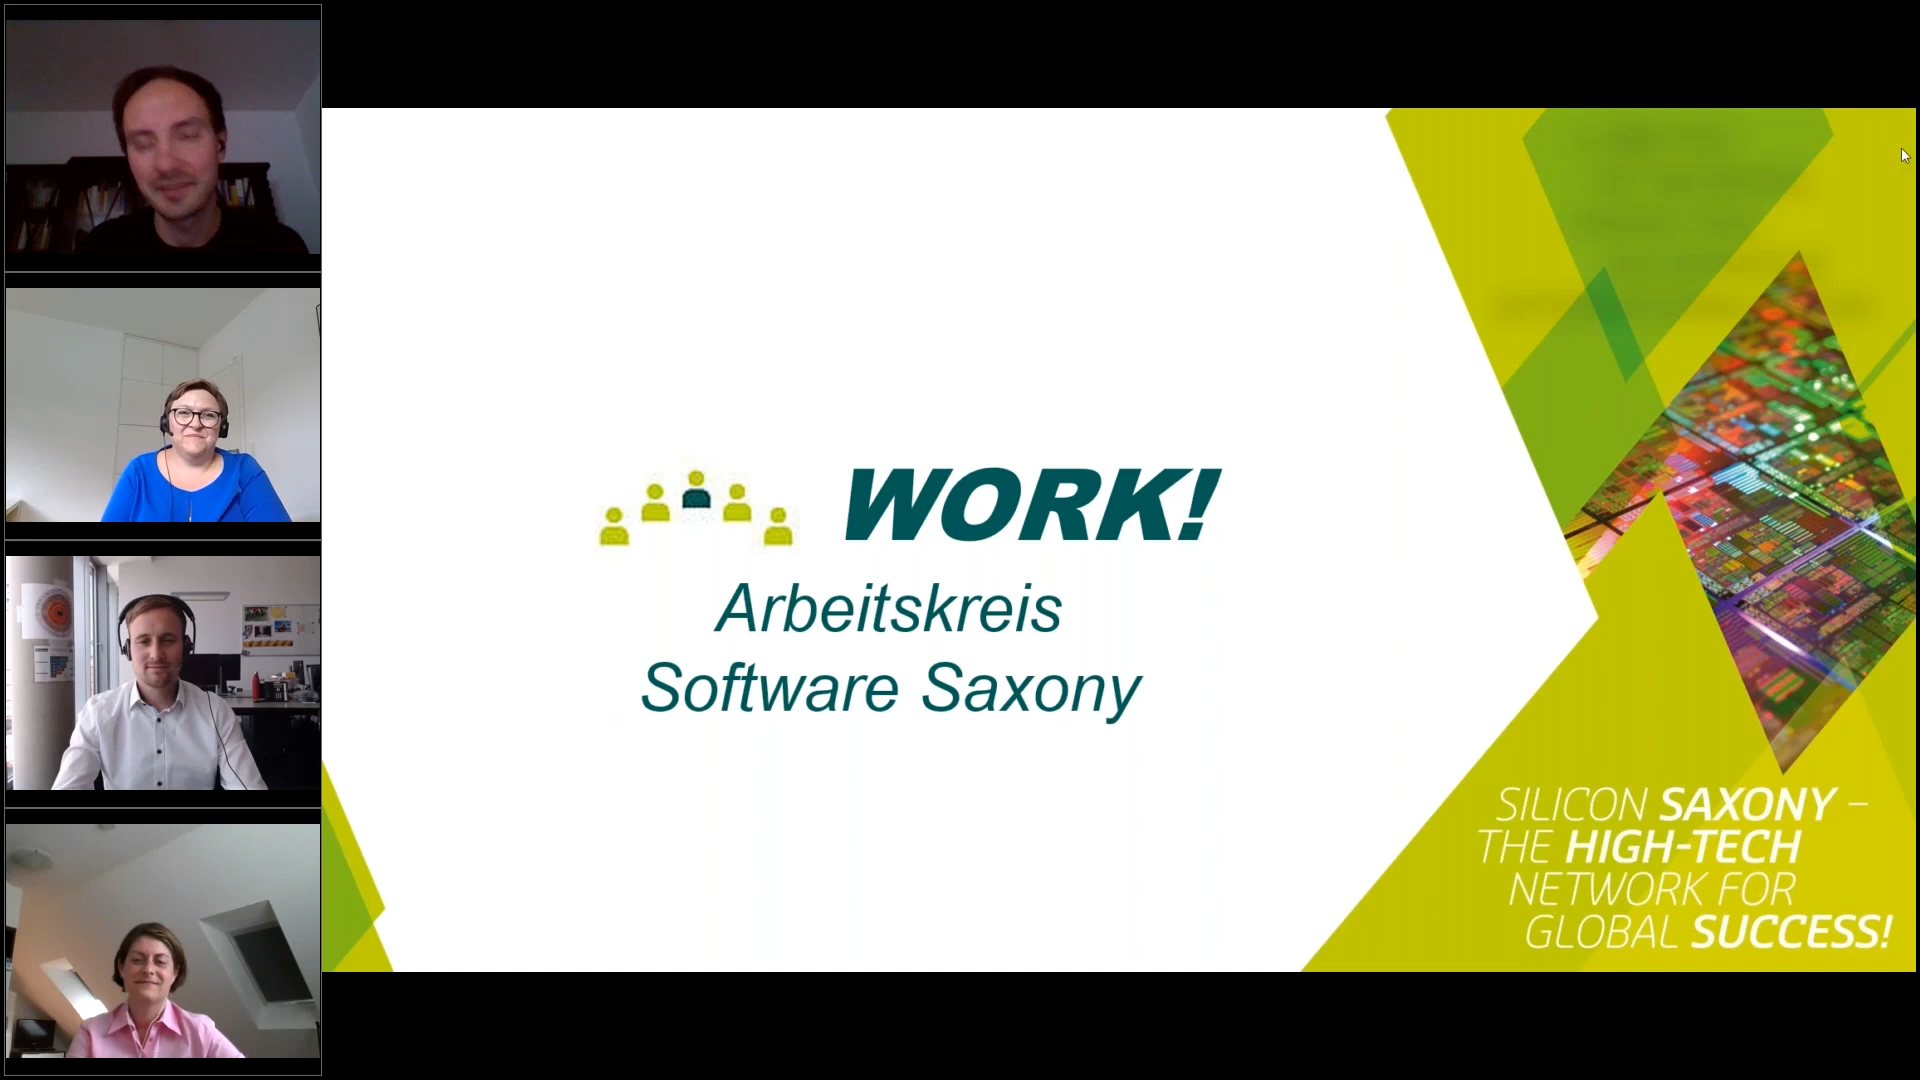 WORK!
Arbeitskreis
Software Saxony
SILICON SAXONY –
THE HIGH-TECH
NETWORK FOR
GLOBAL SUCCESS!